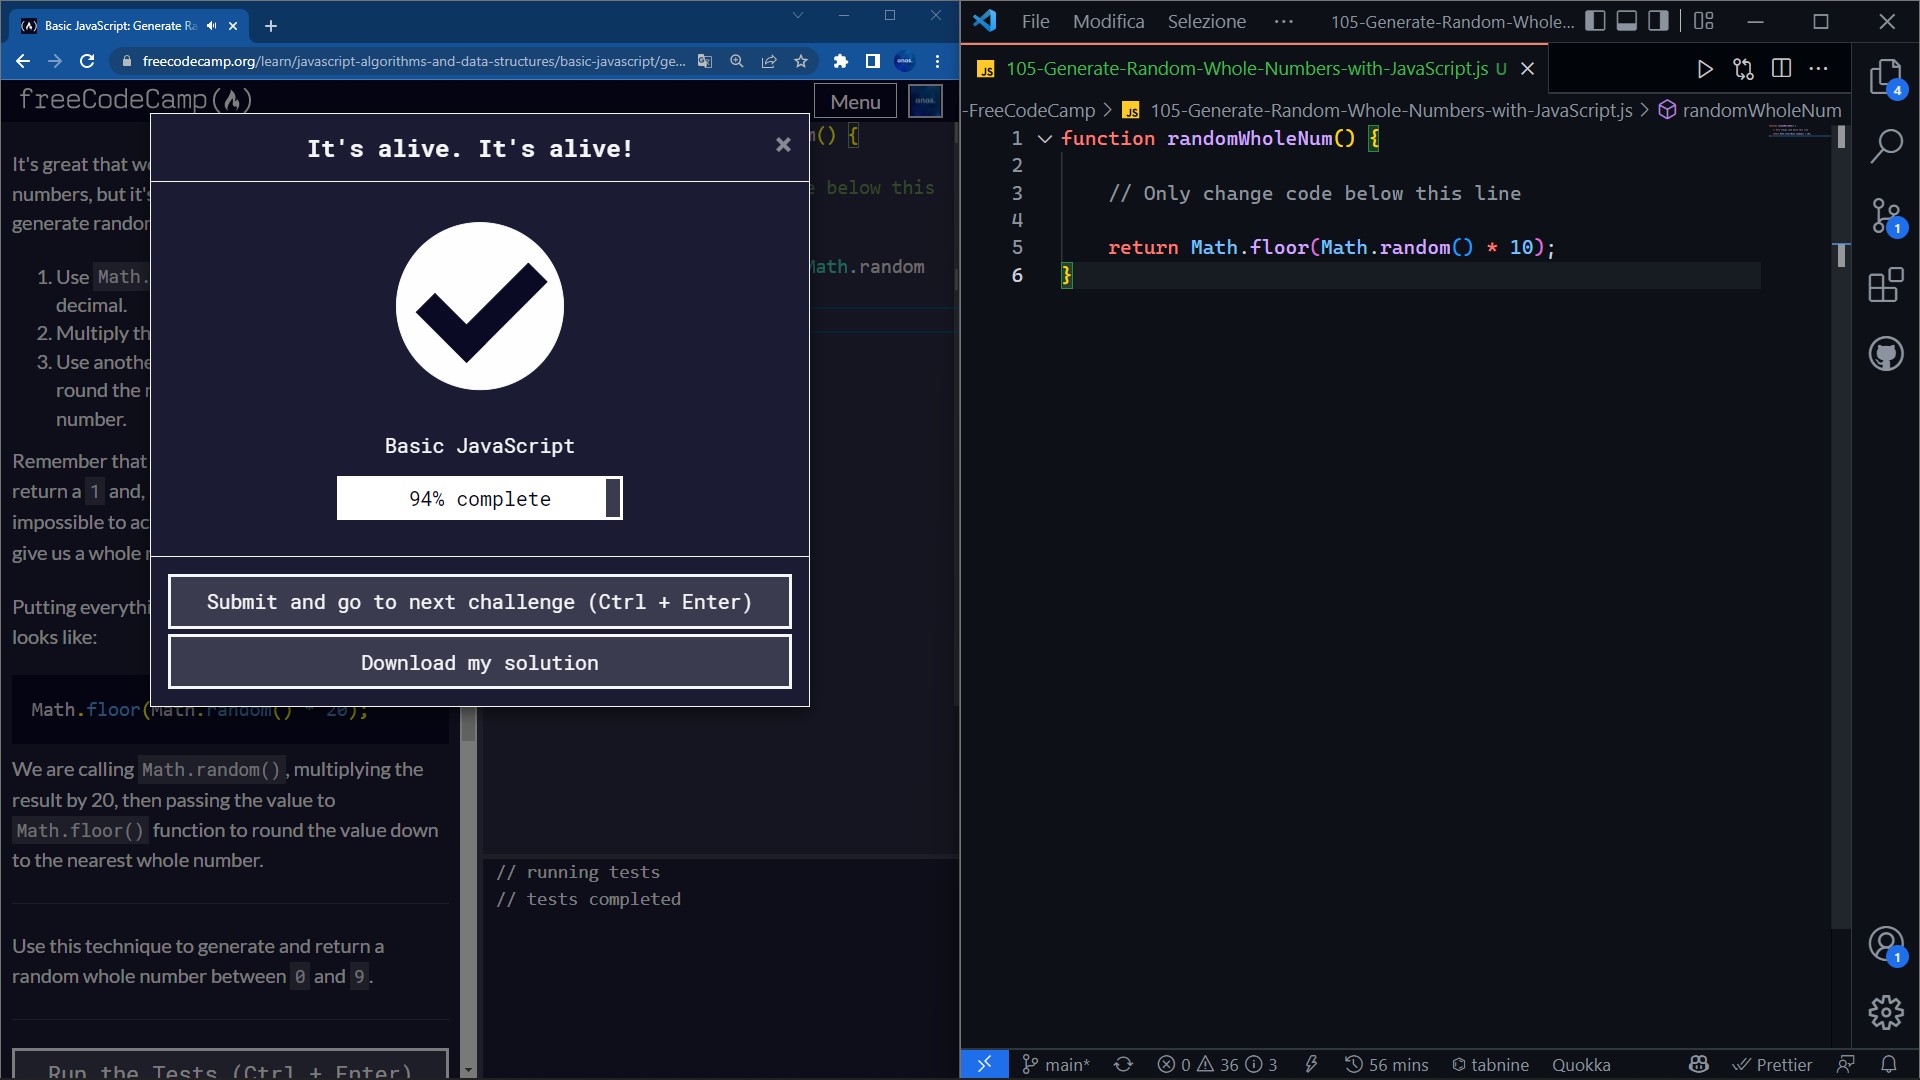 Basic JavaScript: Generate Ra
freecodecamp.org/learn/javascript-algorithms-and-data-structures/basic-javascript/ge...
onos.
freeCodeCamp
Menu
onos.
It's great that we
numbers, but it's
generate random
1. Use Math.
decimal.
2. Multiply th
3. Use anothe
round the r
number.
Remember that
return a 1 and,
impossible to ac
give us a whole
Putting everythi
looks like:
Math.floor(Math.random() * 20);
We are calling Math.random(), multiplying the
result by 20, then passing the value to
Math.floor() function to round the value down
to the nearest whole number.
Use this technique to generate and return a
random whole number between 0 and 9.
Run the Tests (Ctrl + Enter)
() {
e below this
Math.random
// running tests
// tests completed
It's alive. It's alive!
×
Basic JavaScript
94% complete
Submit and go to next challenge (Ctrl + Enter)
Download my solution
File Modifica Selezione ··· 105-Generate-Random-Whole...
JS 105-Generate-Random-Whole-Numbers-with-JavaScript.js U
-FreeCodeCamp > JS 105-Generate-Random-Whole-Numbers-with-JavaScript.js > randomWholeNum
1 function randomWholeNum() {
2
3 // Only change code below this line
4
5 return Math.floor(Math.random() * 10);
6 }
4
1
1
main* 0 36 3 56 mins tabnine Quokka Prettier